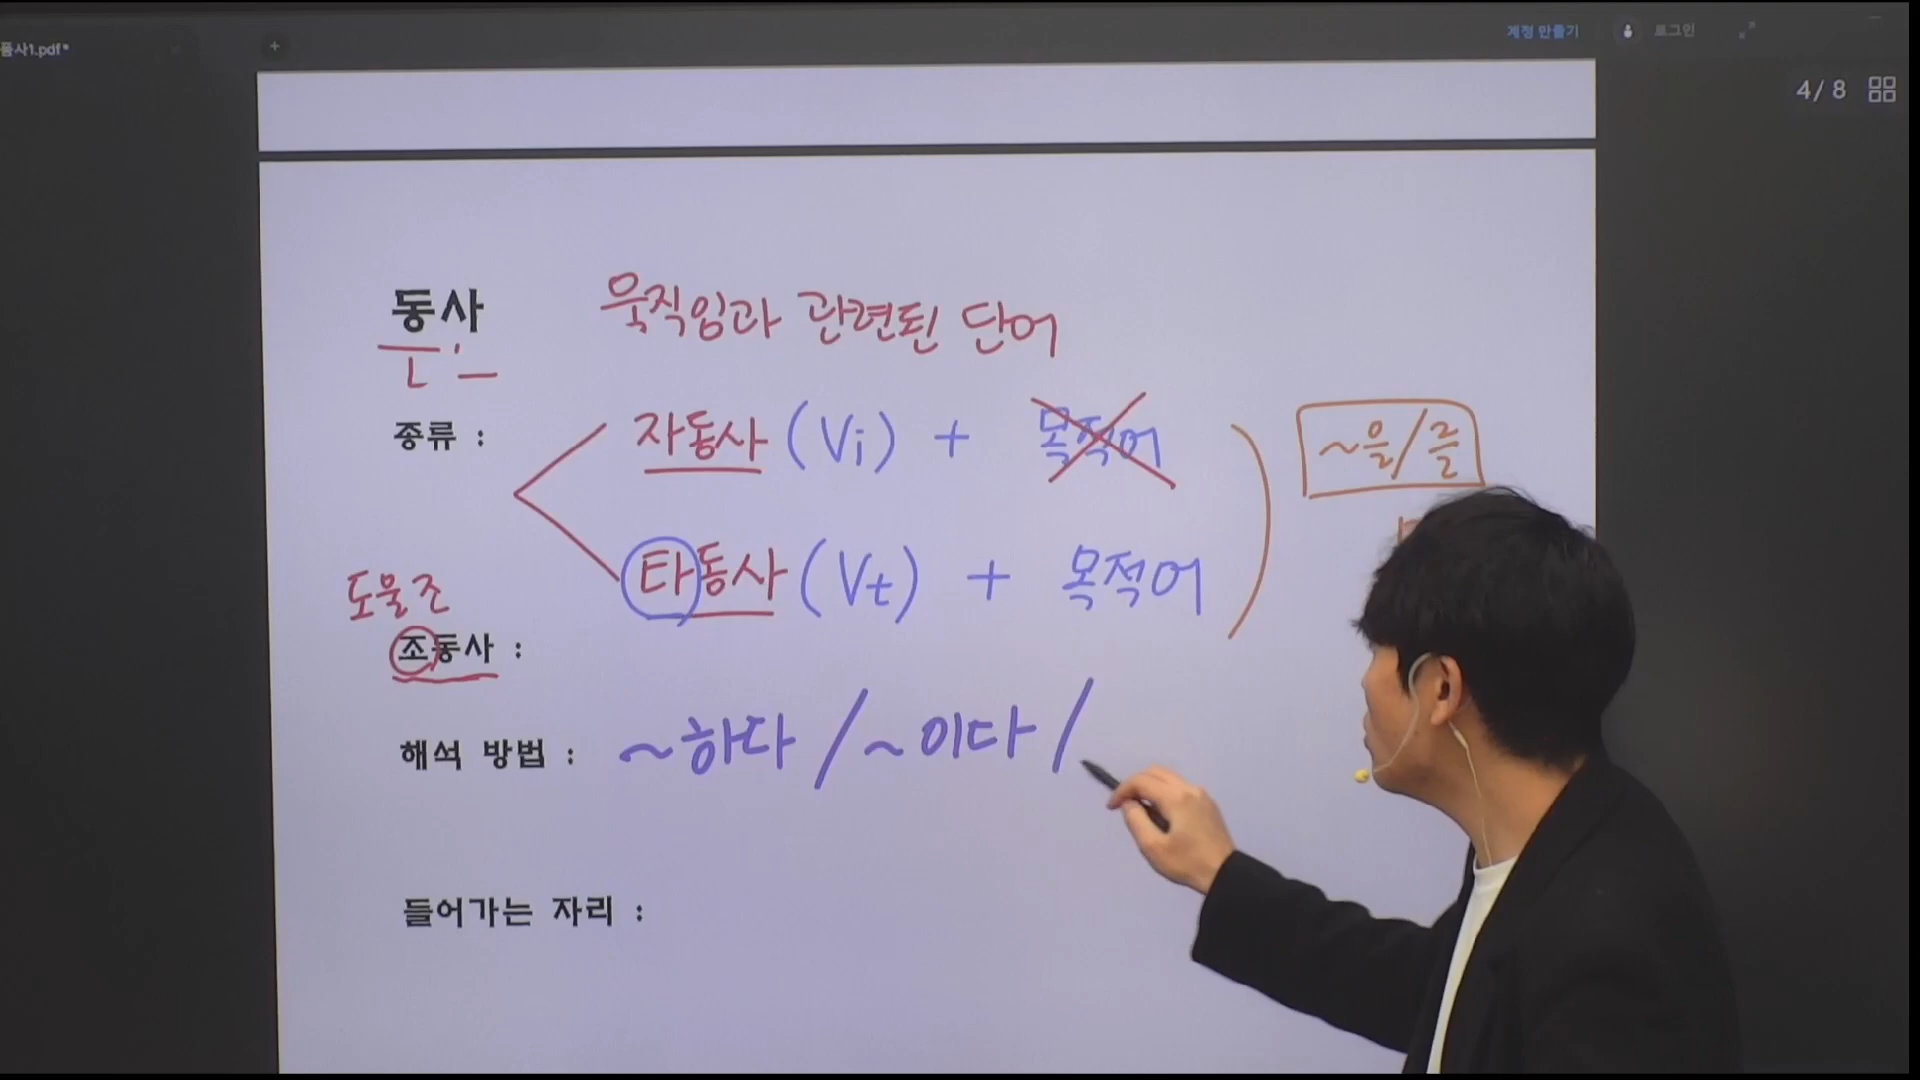 품사1.pdf*
+
계정 만들기 로그인
4/ 8
동사 움직임과 관련된 단어
종류 : 자동사 (Vi) + 목적어
~을/를
타동사 (Vt) + 목적어
도울 조
조동사 :
해석 방법 : ~하다 / ~이다 /
들어가는 자리 :